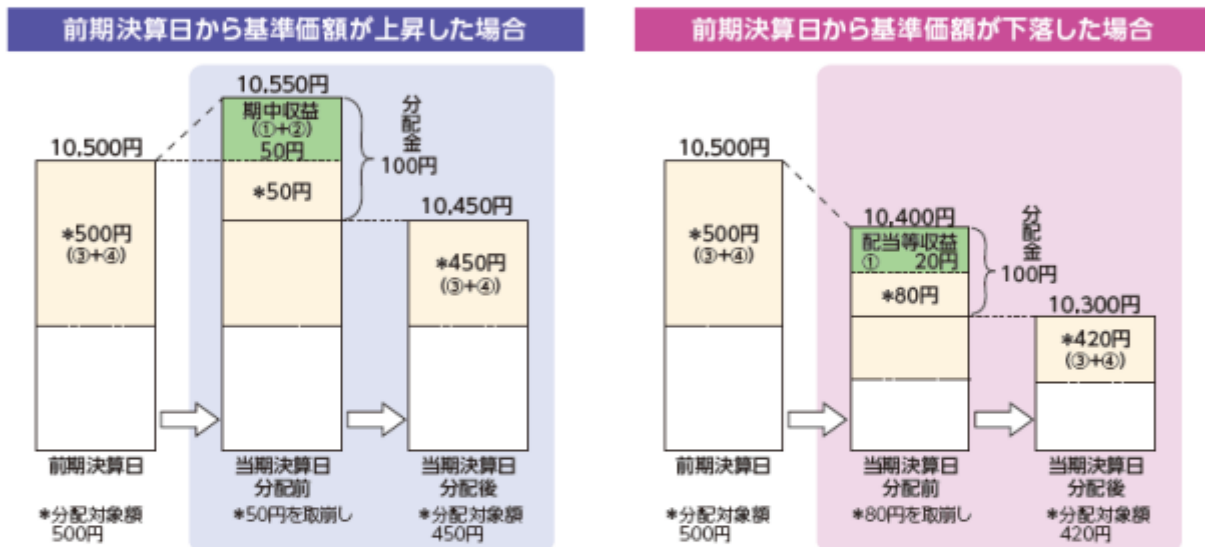 前期決算日から基準価額が上昇した場合
10,550円
期中収益
(①+②)
50円
分配金
100円
10,500円
*50円
10,450円
*500円
(③+④)
*450円
(③+④)
前期決算日
当期決算日
分配前
当期決算日
分配後
*分配対象額
500円
*50円を取崩し
*分配対象額
450円
前期決算日から基準価額が下落した場合
10,500円
10,400円
配当等収益
① 20円
分配金
100円
*500円
(③+④)
*80円
10,300円
*420円
(③+④)
前期決算日
当期決算日
分配前
当期決算日
分配後
*分配対象額
500円
*80円を取崩し
*分配対象額
420円